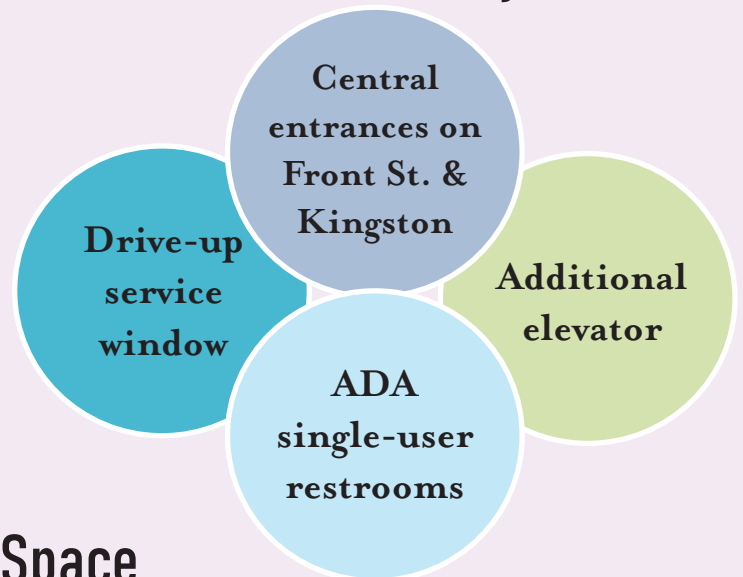 Central
entrances on
Front St. &
Kingston
Drive-up
service
window
Additional
elevator
ADA
single-user
restrooms
Space